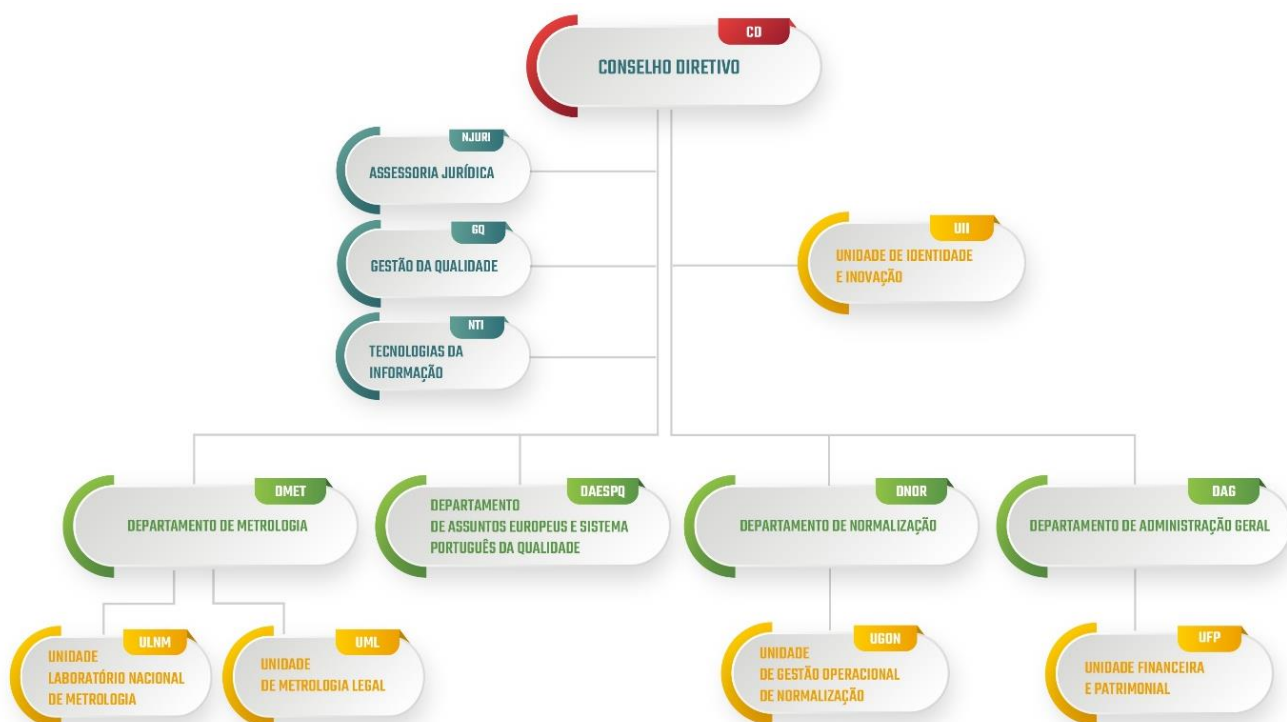 CD
CONSELHO DIRETIVO
NJURI
ASSESSORIA JURÍDICA
GQ
GESTÃO DA QUALIDADE
UII
UNIDADE DE IDENTIDADE
E INOVAÇÃO
NTI
TECNOLOGIAS DA
INFORMAÇÃO
DMET
DEPARTAMENTO DE METROLOGIA
DAESPQ
DEPARTAMENTO
DE ASSUNTOS EUROPEUS E SISTEMA
PORTUGUÊS DA QUALIDADE
DNOR
DEPARTAMENTO DE NORMALIZAÇÃO
DAG
DEPARTAMENTO DE ADMINISTRAÇÃO GERAL
ULNM
UNIDADE
LABORATÓRIO NACIONAL
DE METROLOGIA
UML
UNIDADE
DE METROLOGIA LEGAL
UGON
UNIDADE
DE GESTÃO OPERACIONAL
DE NORMALIZAÇÃO
UFP
UNIDADE FINANCEIRA
E PATRIMONIAL